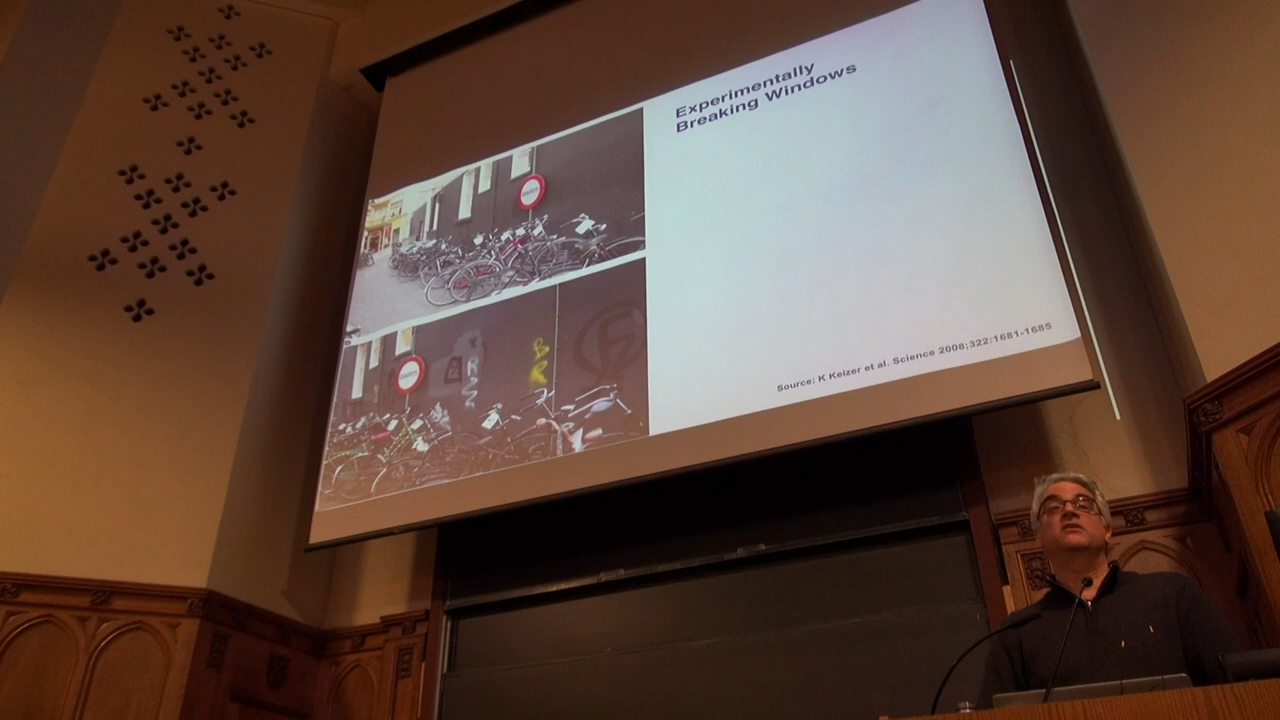 Experimentally
Breaking Windows
Source: K Keizer et al. Science 2008;322:1681-1685